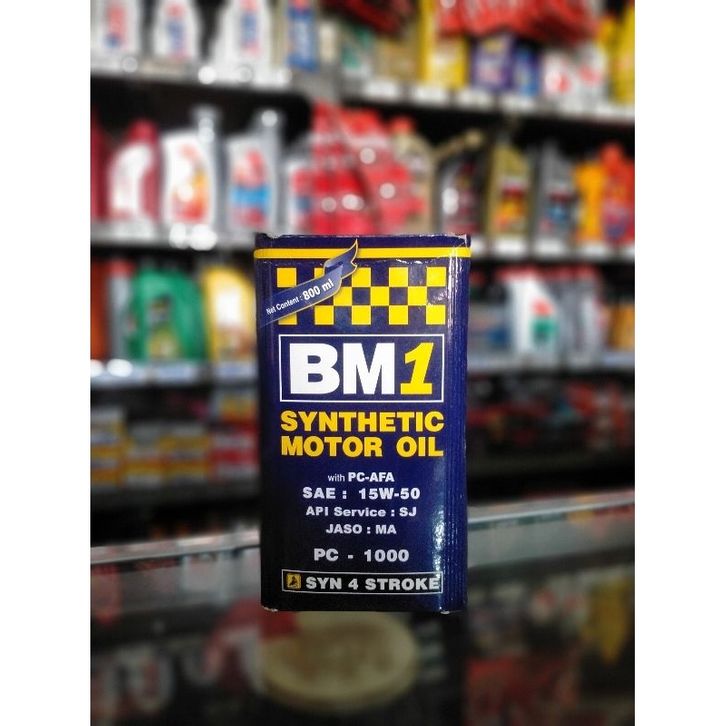 Net Content : 800 ml
BM1
SYNTHETIC
MOTOR OIL
with PC-AFA
SAE : 15W-50
API Service : SJ
JASO : MA
PC - 1000
SYN 4 STROKE